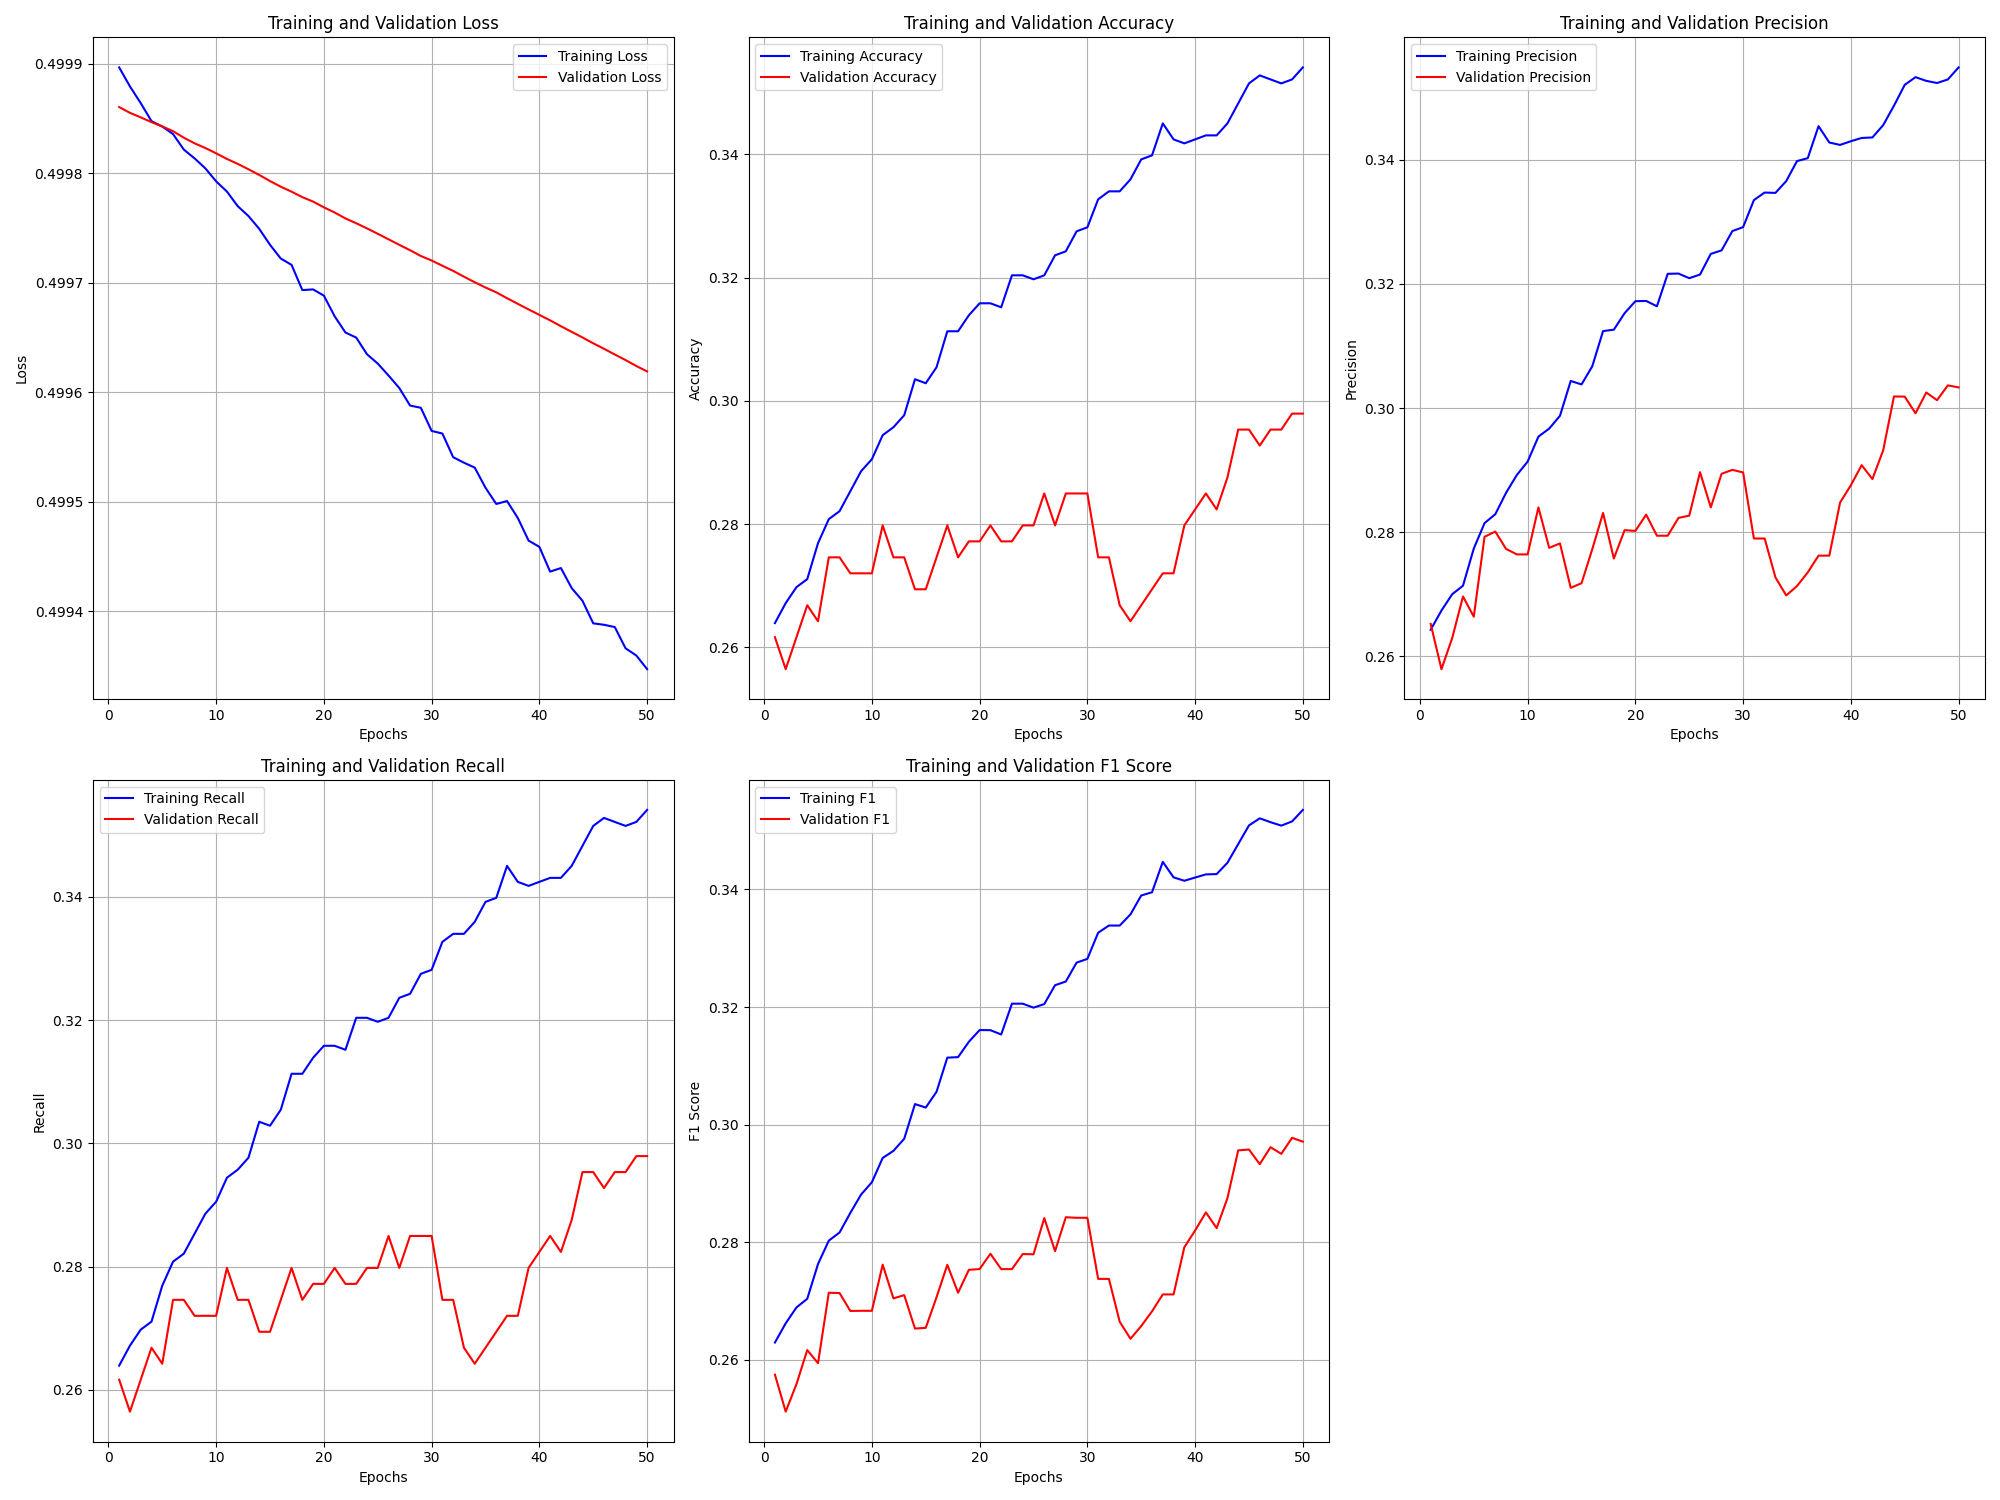 Training and Validation Loss
Training Loss
Validation Loss
0.4999
0.4998
0.4997
0.4996
0.4995
0.4994
Loss
0 10 20 30 40 50
Epochs
Training and Validation Accuracy
Training Accuracy
Validation Accuracy
0.34
0.32
0.30
0.28
0.26
Accuracy
0 10 20 30 40 50
Epochs
Training and Validation Precision
Training Precision
Validation Precision
0.34
0.32
0.30
0.28
0.26
Precision
0 10 20 30 40 50
Epochs
Training and Validation Recall
Training Recall
Validation Recall
0.34
0.32
0.30
0.28
0.26
Recall
0 10 20 30 40 50
Epochs
Training and Validation F1 Score
Training F1
Validation F1
0.34
0.32
0.30
0.28
0.26
F1 Score
0 10 20 30 40 50
Epochs